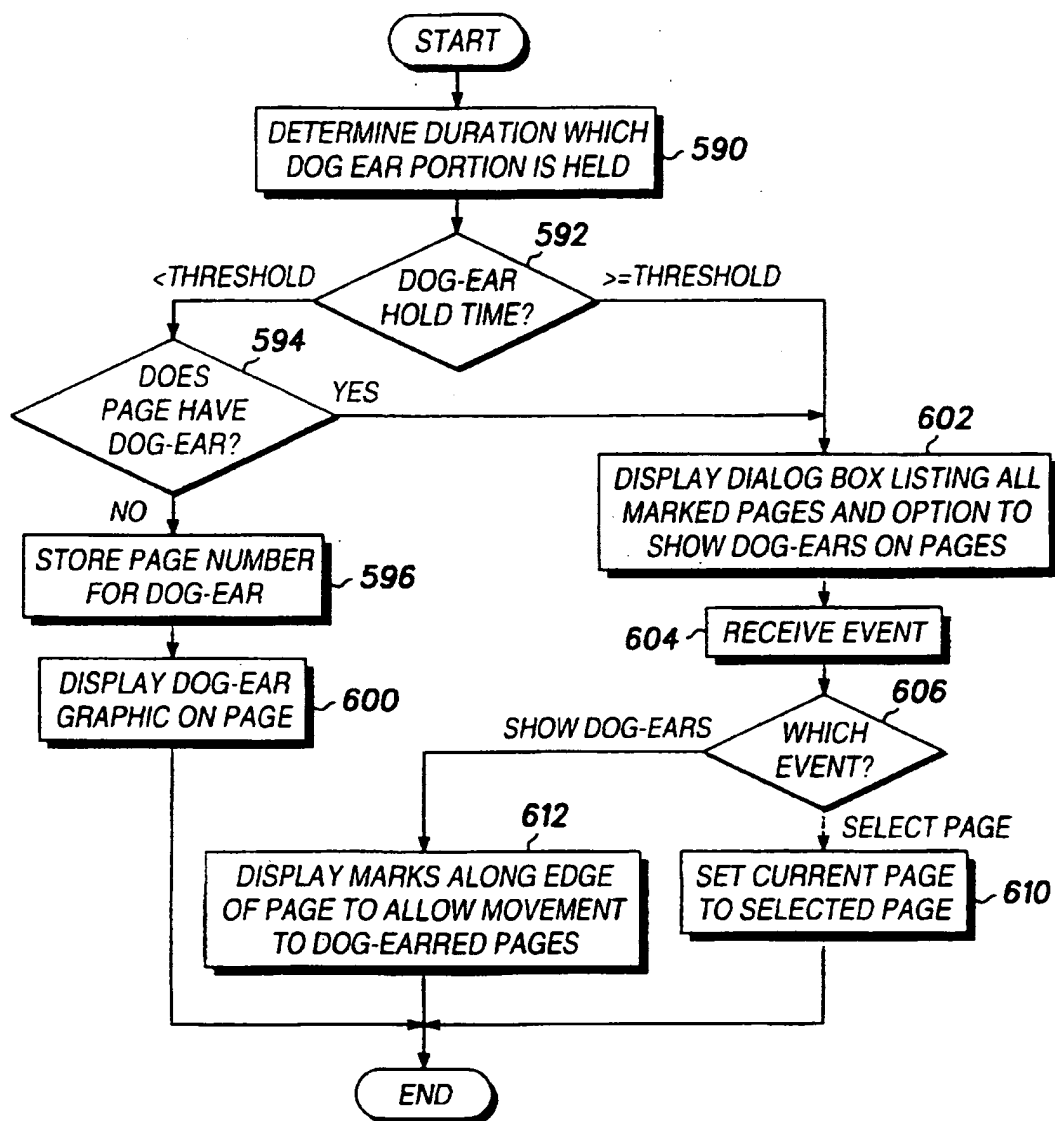 START
DETERMINE DURATION WHICH
DOG EAR PORTION IS HELD
590
592
<THRESHOLD
DOG-EAR
HOLD TIME?
>=THRESHOLD
594
DOES
PAGE HAVE
DOG-EAR?
YES
602
DISPLAY DIALOG BOX LISTING ALL
MARKED PAGES AND OPTION TO
SHOW DOG-EARS ON PAGES
NO
STORE PAGE NUMBER
FOR DOG-EAR
596
604
RECEIVE EVENT
DISPLAY DOG-EAR
GRAPHIC ON PAGE
600
606
SHOW DOG-EARS
WHICH
EVENT?
612
SELECT PAGE
DISPLAY MARKS ALONG EDGE
OF PAGE TO ALLOW MOVEMENT
TO DOG-EARRED PAGES
SET CURRENT PAGE
TO SELECTED PAGE
610
END